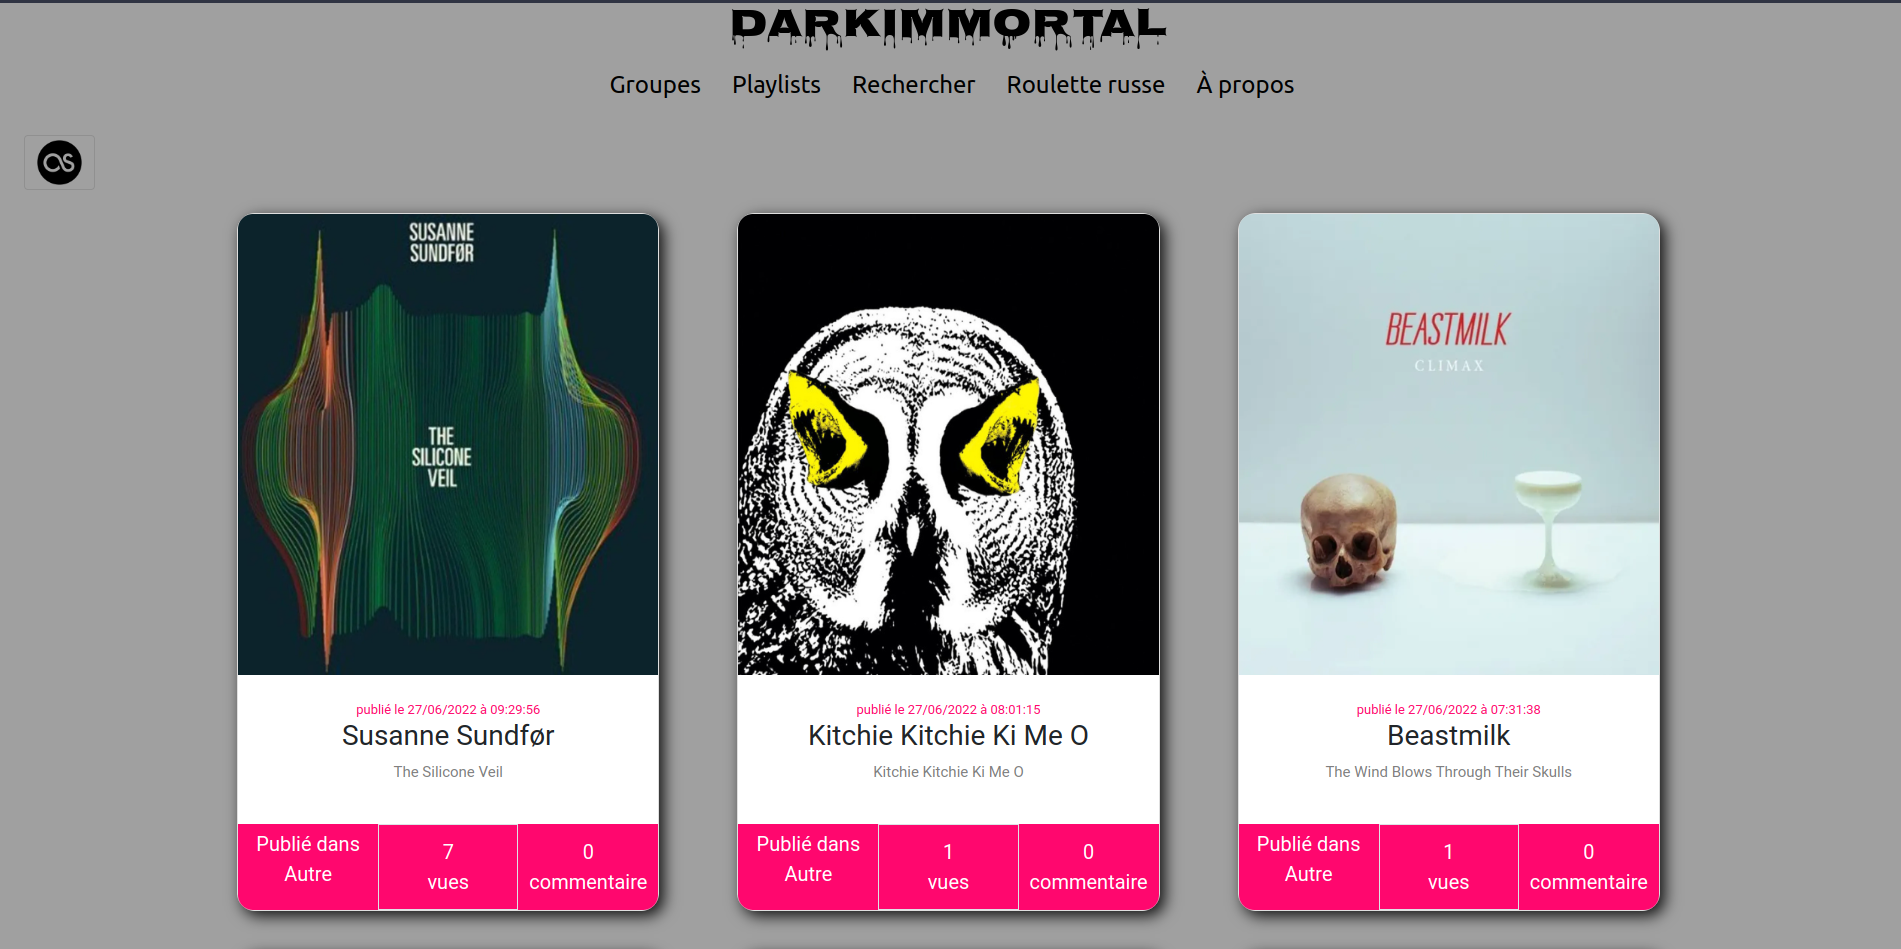 DARKIMMORTAL
Groupes Playlists Rechercher Roulette russe À propos
SUSANNE
SUNDFØR
THE
SILICONE
VEIL
publié le 27/06/2022 à 09:29:56
Susanne Sundfør
The Silicone Veil
Publié dans
Autre
7
vues
0
commentaire
publié le 27/06/2022 à 08:01:15
Kitchie Kitchie Ki Me O
Kitchie Kitchie Ki Me O
Publié dans
Autre
1
vues
0
commentaire
BEASTMILK
CLIMAX
publié le 27/06/2022 à 07:31:38
Beastmilk
The Wind Blows Through Their Skulls
Publié dans
Autre
1
vues
0
commentaire